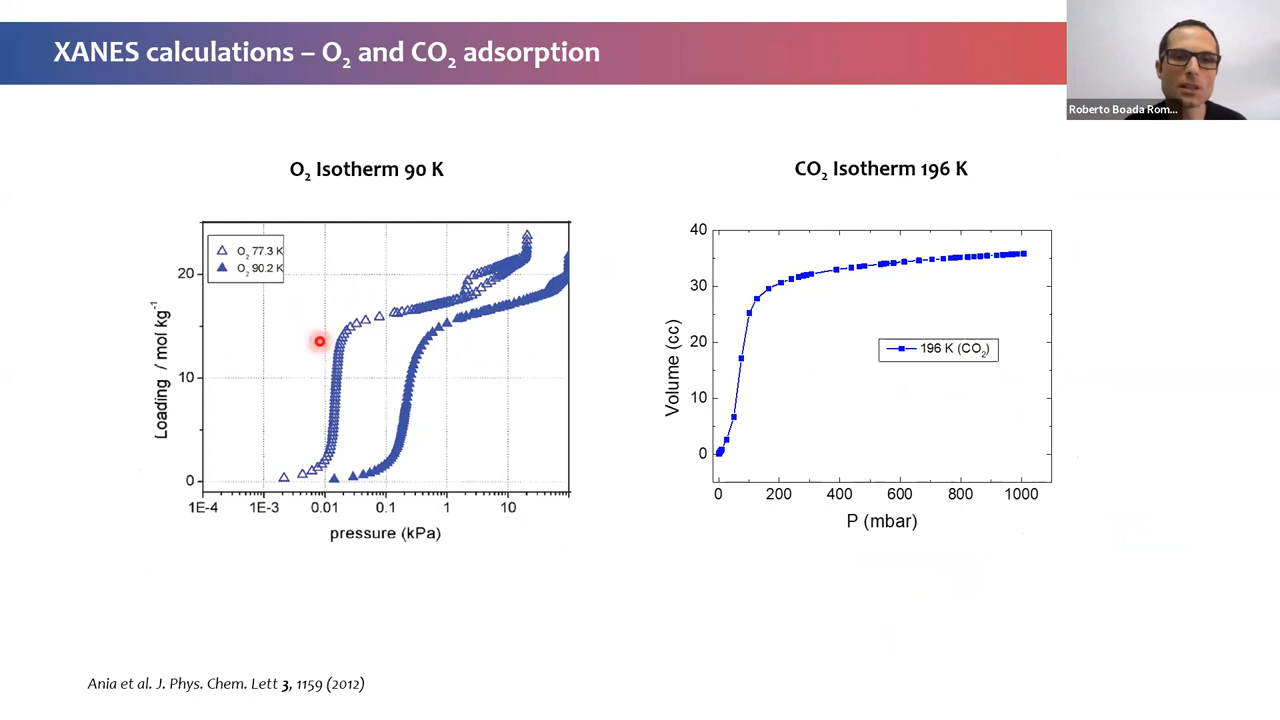 XANES calculations – O₂ and CO₂ adsorption
Roberto Boada Rom...
O₂ Isotherm 90 K
CO₂ Isotherm 196 K
O₂ 77.3 K
O₂ 90.2 K
20
10
0
Loading / mol kg⁻¹
1E-4 1E-3 0.01 0.1 1 10
pressure (kPa)
40
30
20
10
0
Volume (cc)
196 K (CO₂)
0 200 400 600 800 1000
P (mbar)
Ania et al. J. Phys. Chem. Lett 3, 1159 (2012)